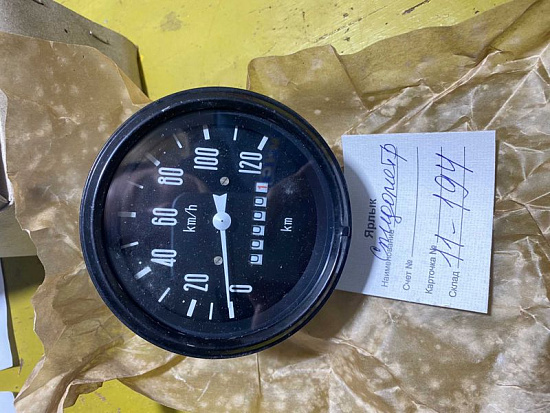 0
20
40
60
80
100
120
km/h
000001
km
Ярлык
Наименование Спидометр
Счет №
Карточка №
Склад 11-194